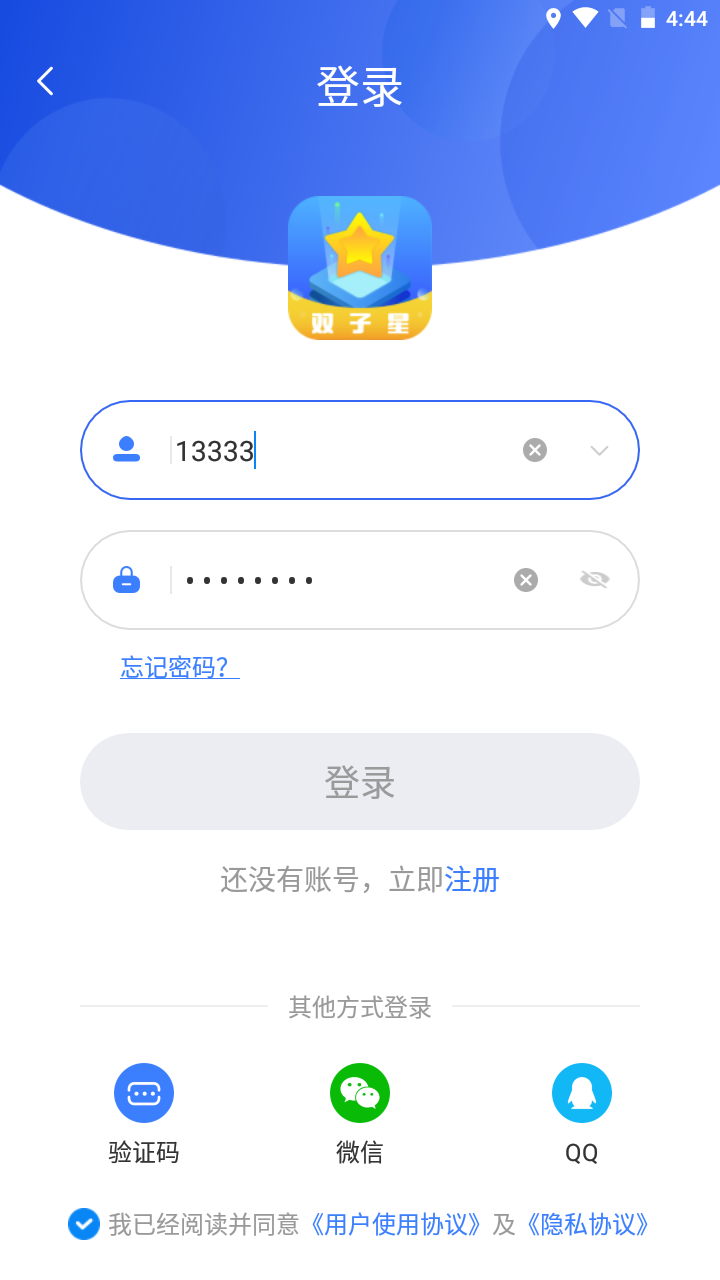 4:44
登录
双子星
13333
••••••••
忘记密码?
登录
还没有账号，立即注册
其他方式登录
验证码 微信 QQ
我已经阅读并同意《用户使用协议》及《隐私协议》